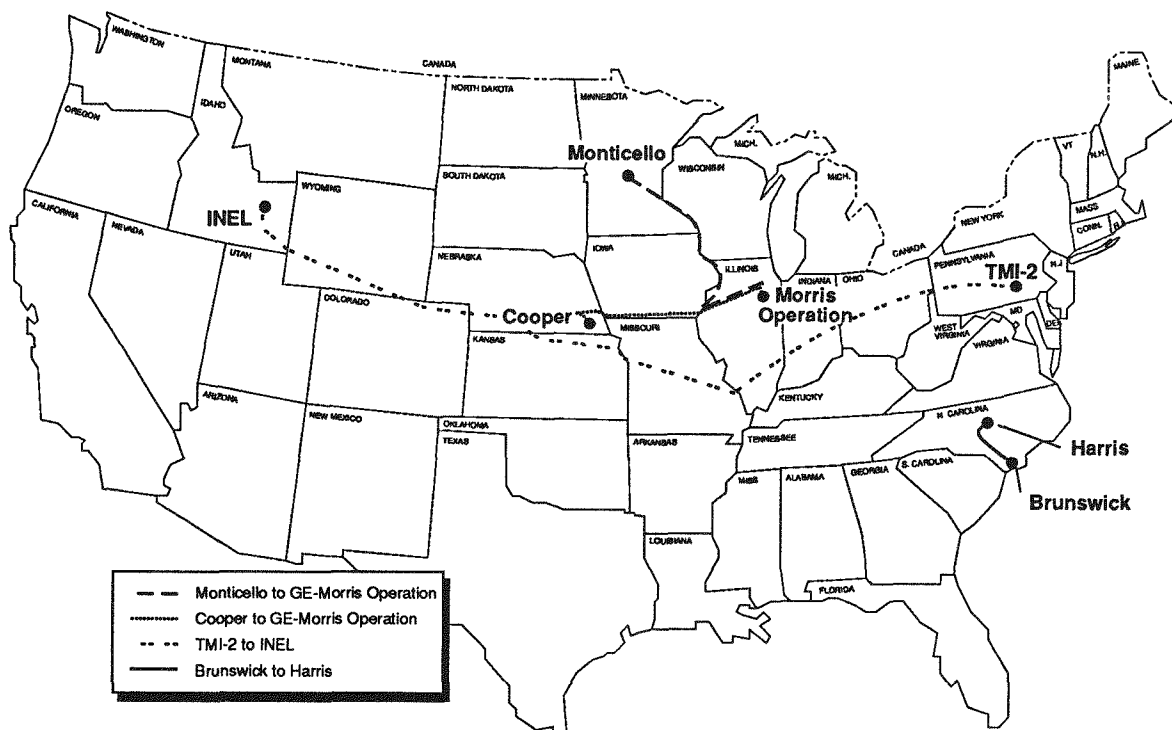 WASHINGTON
MONTANA
CANADA
NORTH DAKOTA
MINNESOTA
MAINE
IDAHO
OREGON
MICH.
VT
N.H.
Monticello
WISCONSIN
MICH.
SOUTH DAKOTA
WYOMING
MASS
CALIFORNIA
NEVADA
INEL
NEW YORK
CONN.
R.I.
IOWA
CANADA
UTAH
NEBRASKA
ILLINOIS
INDIANA
OHIO
PENNSYLVANIA
N.J.
TMI-2
COLORADO
Cooper
Morris
Operation
MISSOURI
KANSAS
WEST
VIRGINIA
MD
DEL
VIRGINIA
ARIZONA
NEW MEXICO
KENTUCKY
N. CAROLINA
OKLAHOMA
TEXAS
ARKANSAS
TENNESSEE
Harris
MISS
ALABAMA
GEORGIA
S. CAROLINA
Brunswick
LOUISIANA
FLORIDA
Monticello to GE-Morris Operation
Cooper to GE-Morris Operation
TMI-2 to INEL
Brunswick to Harris